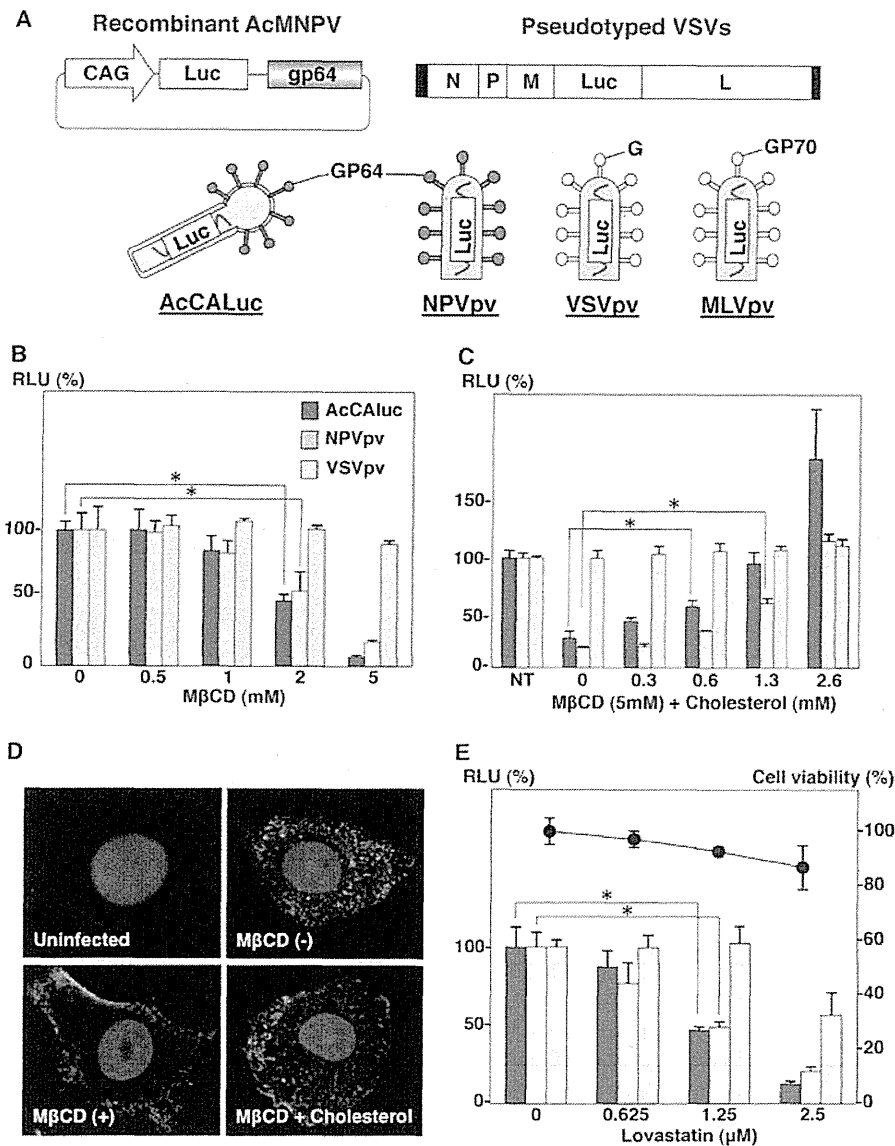 A
Recombinant AcMNPV
Pseudotyped VSVs
CAG Luc gp64
N P M Luc L
GP64
G
GP70
Luc Luc Luc Luc
AcCALuc NPVpv VSVpv MLVpv
B
RLU (%)
AcCAluc
NPVpv
VSVpv
* *
100-
50-
0
0 0.5 1 2 5
MβCD (mM)
C
RLU (%)
150-
100-
50-
0-
* *
NT 0 0.3 0.6 1.3 2.6
MβCD (5mM) + Cholesterol (mM)
D
Uninfected
MβCD (-)
MβCD (+)
MβCD + Cholesterol
E
RLU (%)
Cell viability (%)
100-
50-
0
* *
-100
-80
-60
-40
-20
0
0 0.625 1.25 2.5
Lovastatin (μM)